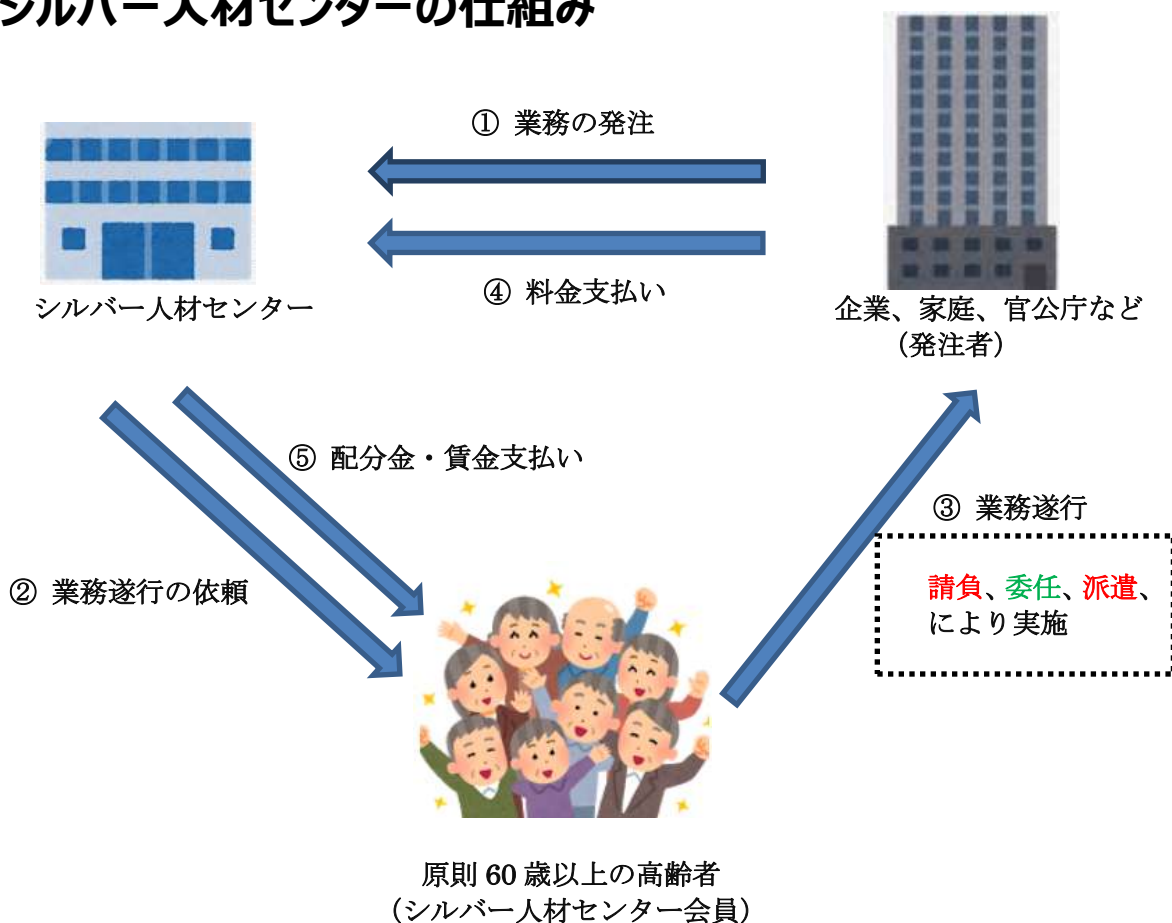 シルバー人材センターの仕組み
① 業務の発注
④ 料金支払い
シルバー人材センター
企業、家庭、官公庁など
（発注者）
⑤ 配分金・賃金支払い
③ 業務遂行
② 業務遂行の依頼
請負、委任、派遣、
により実施
原則 60 歳以上の高齢者
（シルバー人材センター会員）